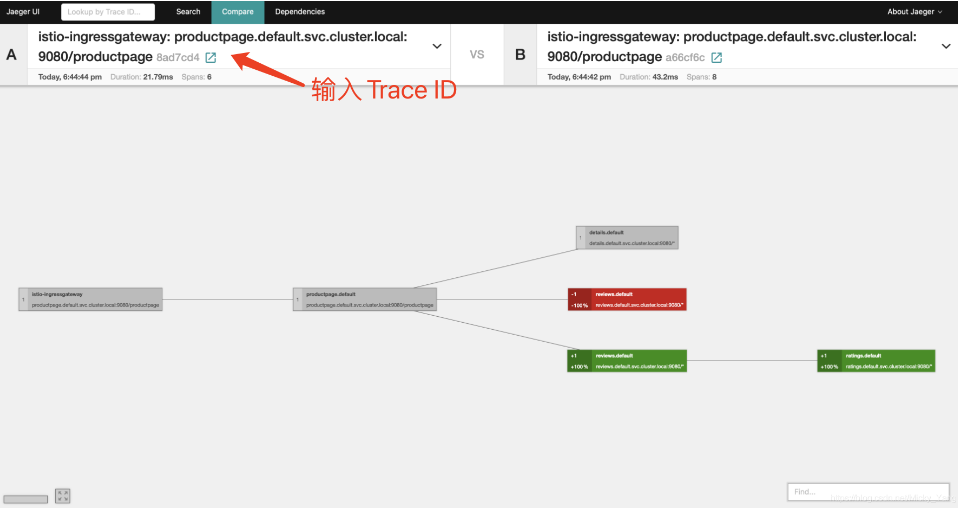 Jaeger UI
Lookup by Trace ID...
Search
Compare
Dependencies
About Jaeger
A
istio-ingressgateway: productpage.default.svc.cluster.local:
9080/productpage 8ad7cd4
Today, 6:44:44 pm Duration: 21.79ms Spans: 6
VS
B
istio-ingressgateway: productpage.default.svc.cluster.local:
9080/productpage a66cf6c
Today, 6:44:42 pm Duration: 43.2ms Spans: 8
输入 Trace ID
1
details.default
details.default.svc.cluster.local:9080/*
1
istio-ingressgateway
productpage.default.svc.cluster.local:9080/productpage
1
productpage.default
productpage.default.svc.cluster.local:9080/productpage
-1 reviews.default
-100% reviews.default.svc.cluster.local:9080/*
+1 reviews.default
+100% reviews.default.svc.cluster.local:9080/*
+1 ratings.default
+100% ratings.default.svc.cluster.local:9080/*
Find...